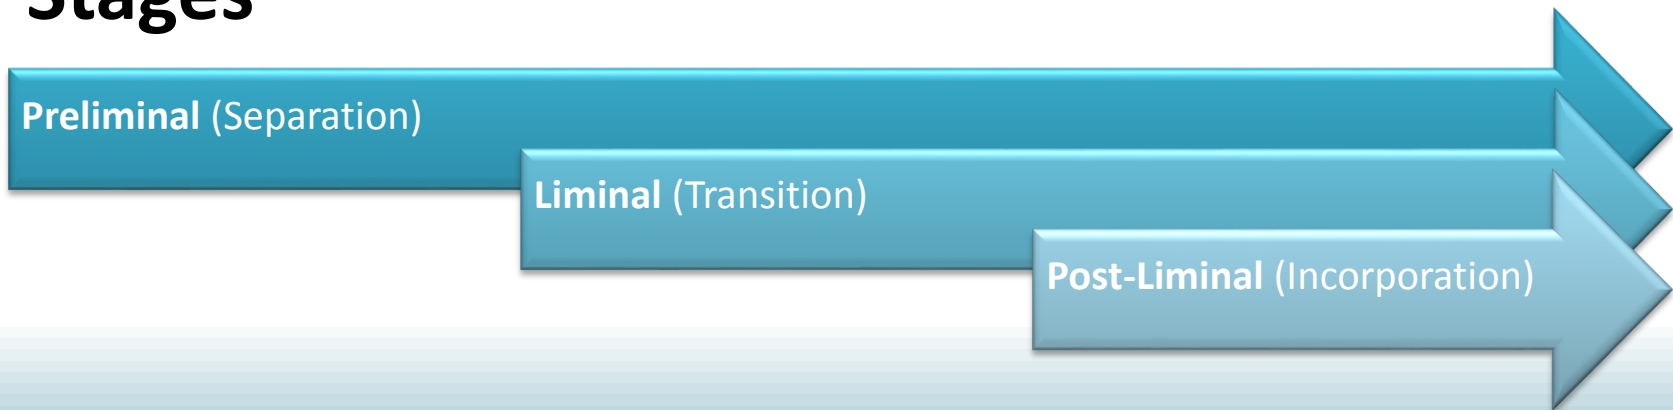 Stages
Preliminal (Separation)
Liminal (Transition)
Post-Liminal (Incorporation)